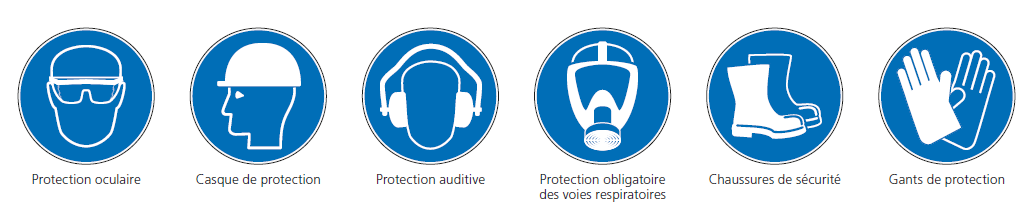 Protection oculaire
Casque de protection
Protection auditive
Protection obligatoire
des voies respiratoires
Chaussures de sécurité
Gants de protection